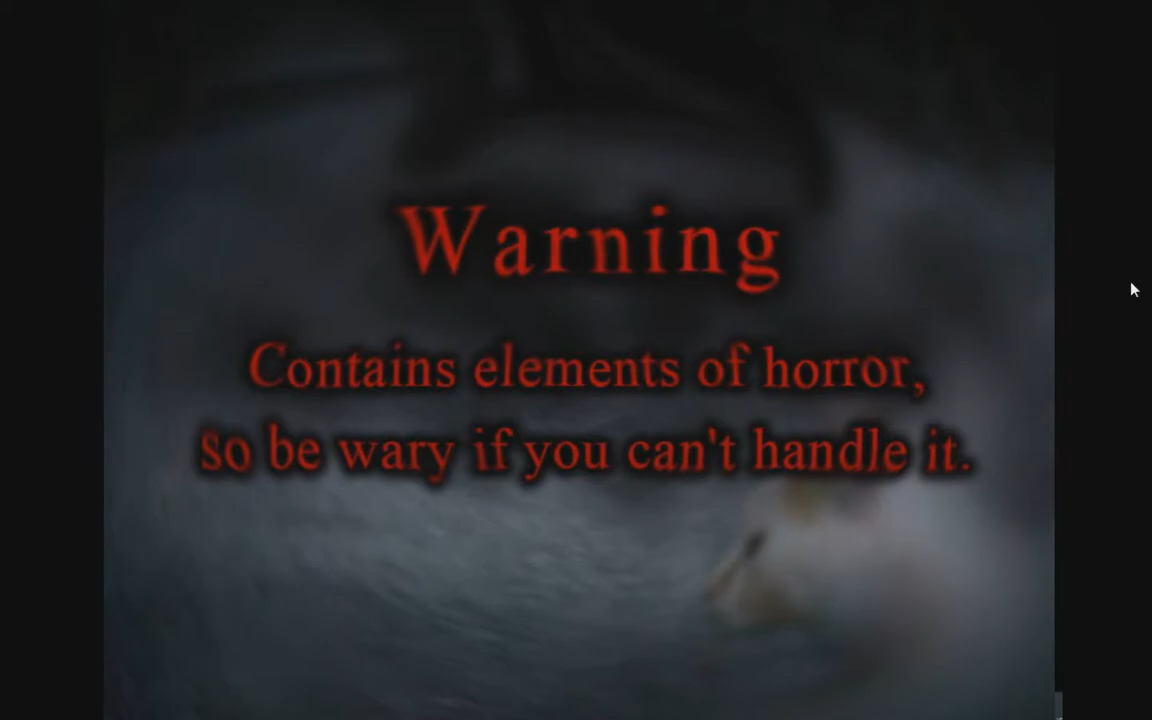 Warning
Contains elements of horror,
so be wary if you can't handle it.